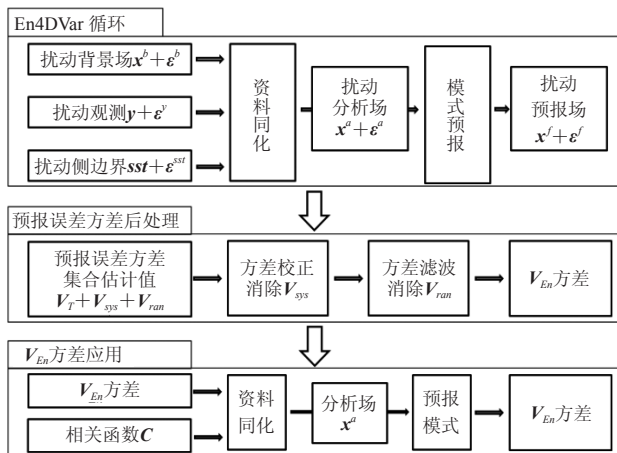 En4DVar 循环
扰动背景场x^b+ε^b
扰动观测y+ε^y
扰动侧边界sst+ε^sst
资料同化
扰动
分析场
x^a+ε^a
模式预报
扰动
预报场
x^f+ε^f
预报误差方差后处理
预报误差方差
集合估计值
V_T+V_sys+V_ran
方差校正
消除V_sys
方差滤波
消除V_ran
V_En方差
V_En方差应用
V_En方差
相关函数C
资料
同化
分析场
x^a
预报
模式
V_En方差